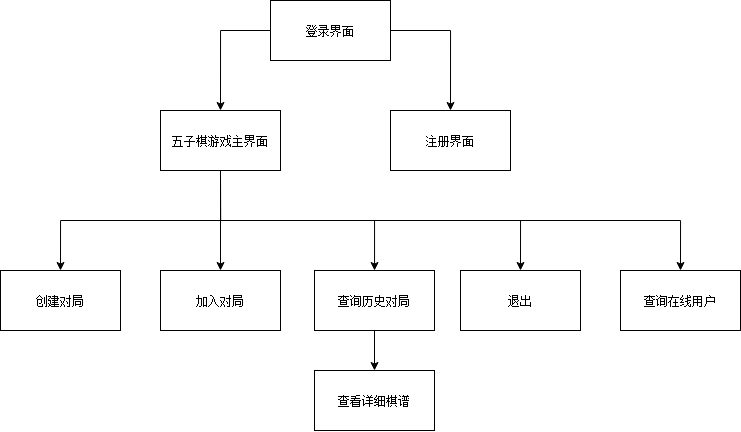 登录界面
五子棋游戏主界面
注册界面
创建对局
加入对局
查询历史对局
退出
查询在线用户
查看详细棋谱